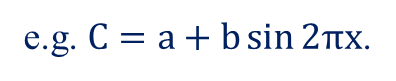 e.g. C = a + b sin 2πx.